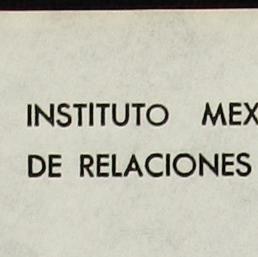 INSTITUTO MEX
DE RELACIONES